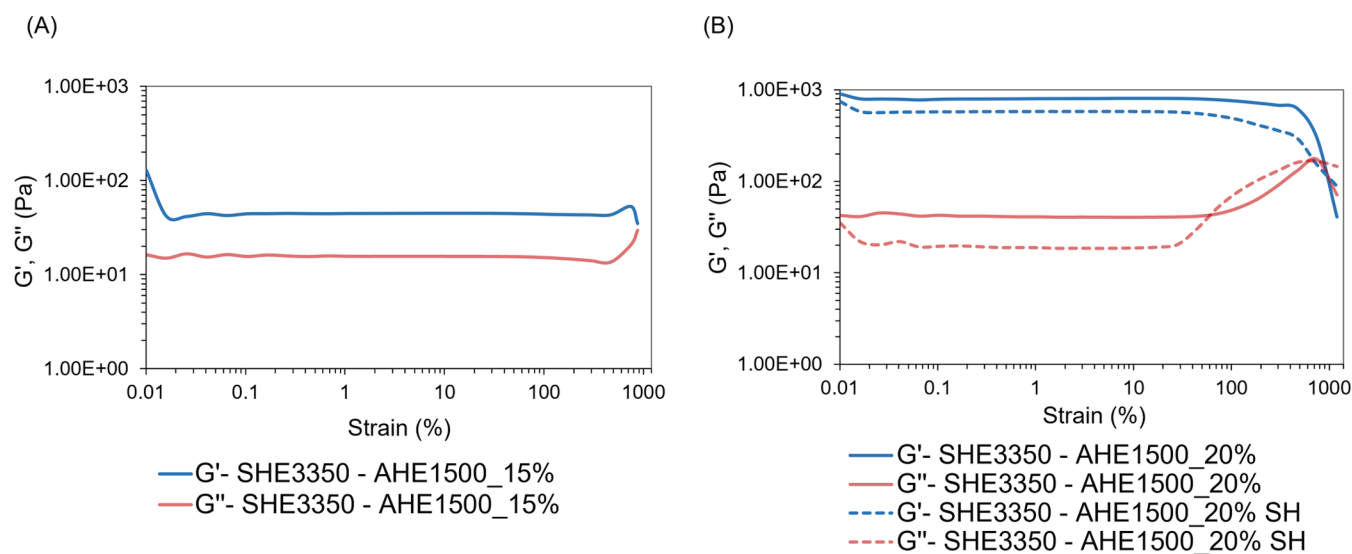 (A)
1.00E+03
1.00E+02
1.00E+01
1.00E+00
G', G" (Pa)
0.01 0.1 1 10 100 1000
Strain (%)
G'- SHE3350 - AHE1500_15%
G"- SHE3350 - AHE1500_15%
(B)
1.00E+03
1.00E+02
1.00E+01
1.00E+00
G', G" (Pa)
0.01 0.1 1 10 100 1000
Strain (%)
G'- SHE3350 - AHE1500_20%
G"- SHE3350 - AHE1500_20%
G'- SHE3350 - AHE1500_20% SH
G"- SHE3350 - AHE1500_20% SH